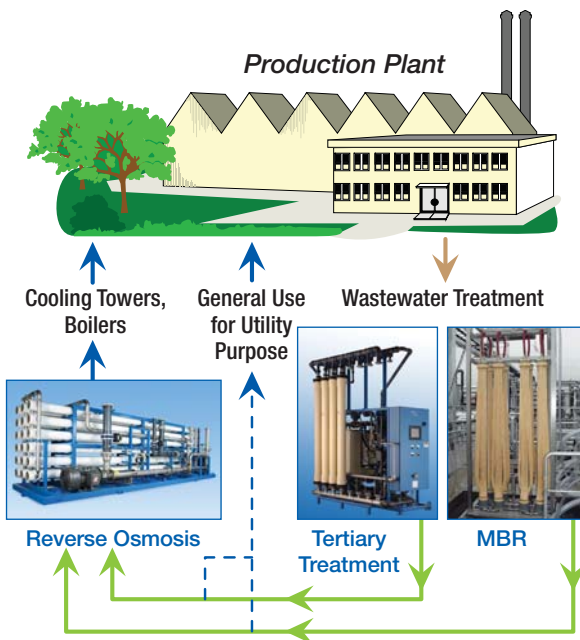 Production Plant
Cooling Towers,
Boilers
General Use
for Utility
Purpose
Wastewater Treatment
Reverse Osmosis
Tertiary
Treatment
MBR